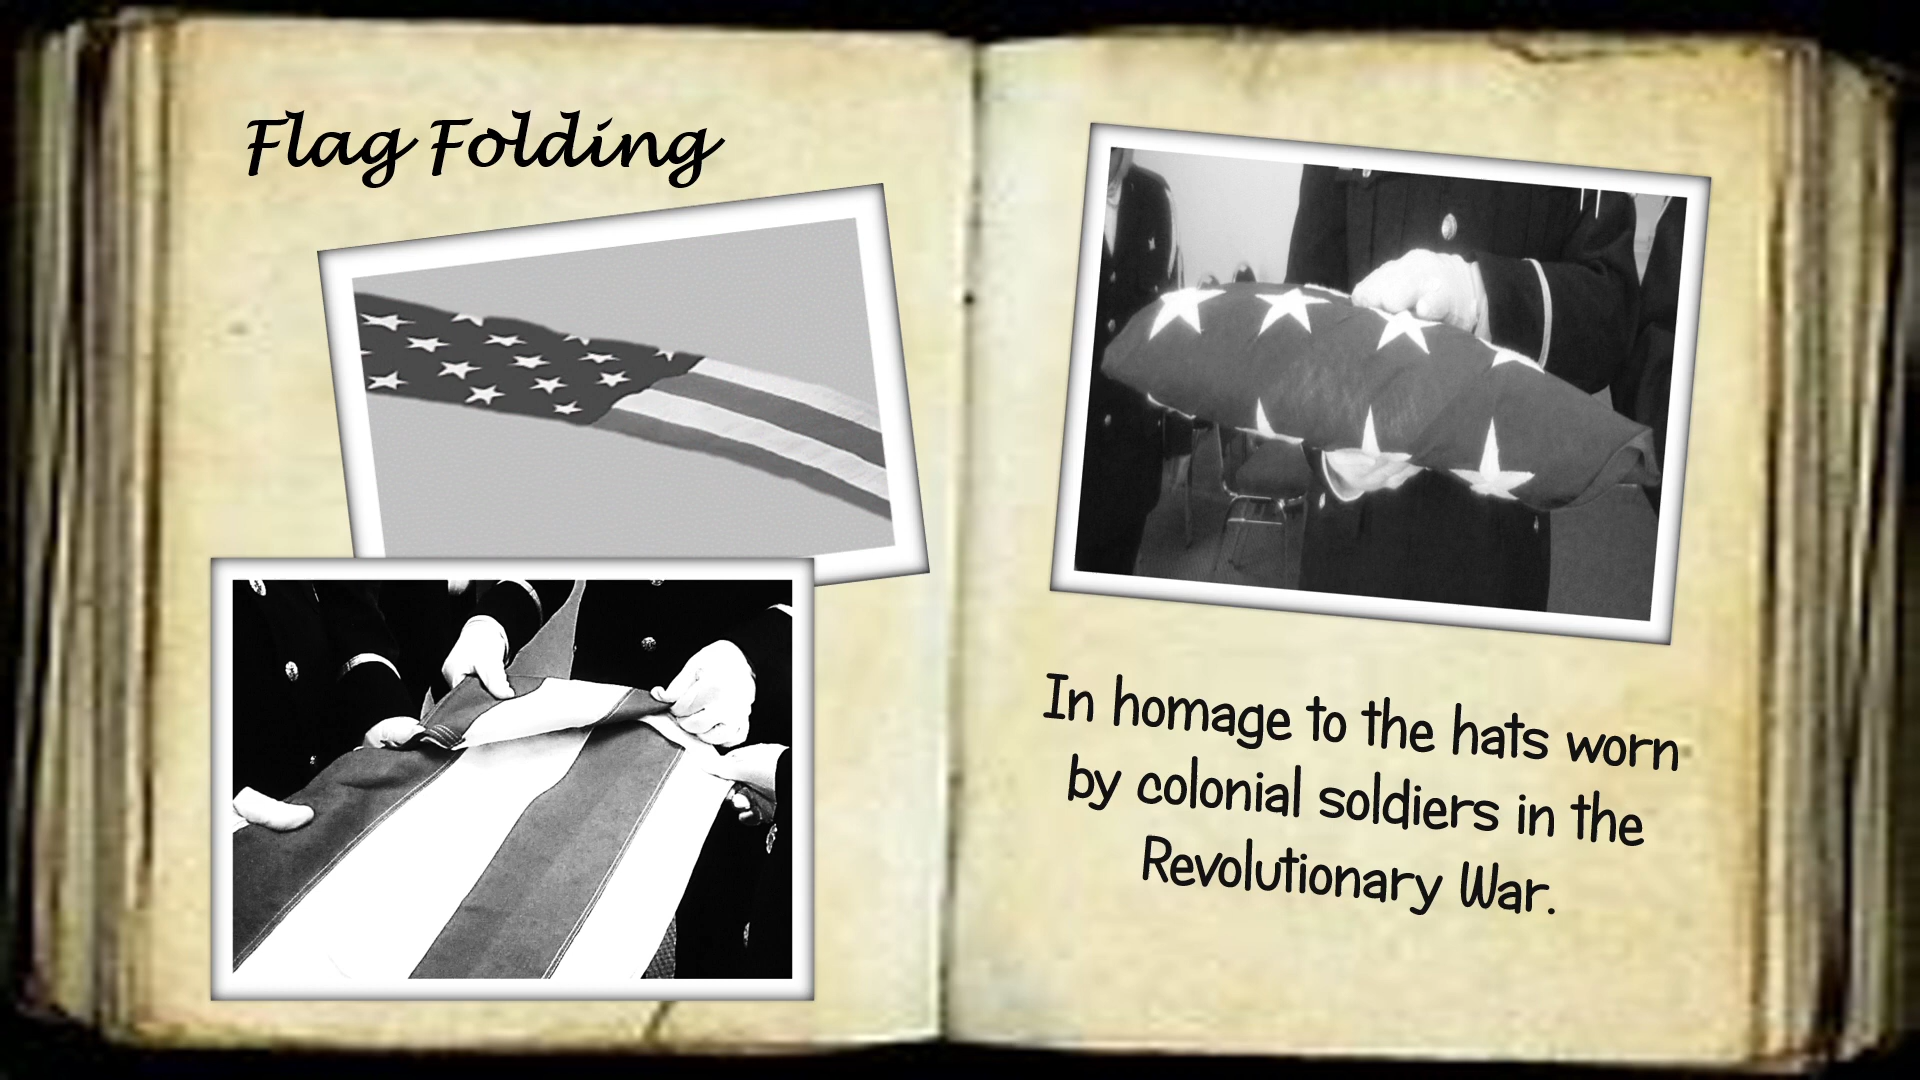 Flag Folding
In homage to the hats worn
by colonial soldiers in the
Revolutionary War.